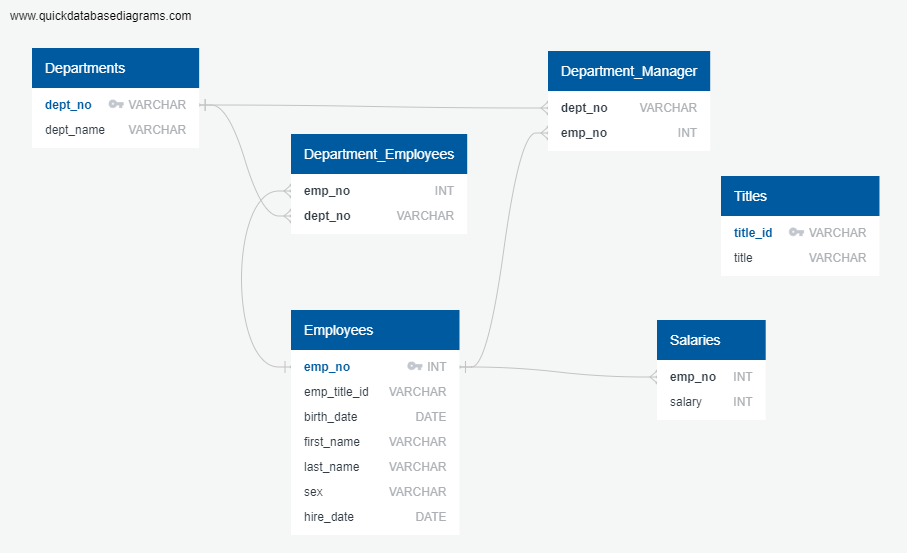 www.quickdatabasediagrams.com
Departments
dept_no VARCHAR
dept_name VARCHAR
Department_Manager
dept_no VARCHAR
emp_no INT
Department_Employees
emp_no INT
dept_no VARCHAR
Titles
title_id VARCHAR
title VARCHAR
Employees
emp_no INT
emp_title_id VARCHAR
birth_date DATE
first_name VARCHAR
last_name VARCHAR
sex VARCHAR
hire_date DATE
Salaries
emp_no INT
salary INT